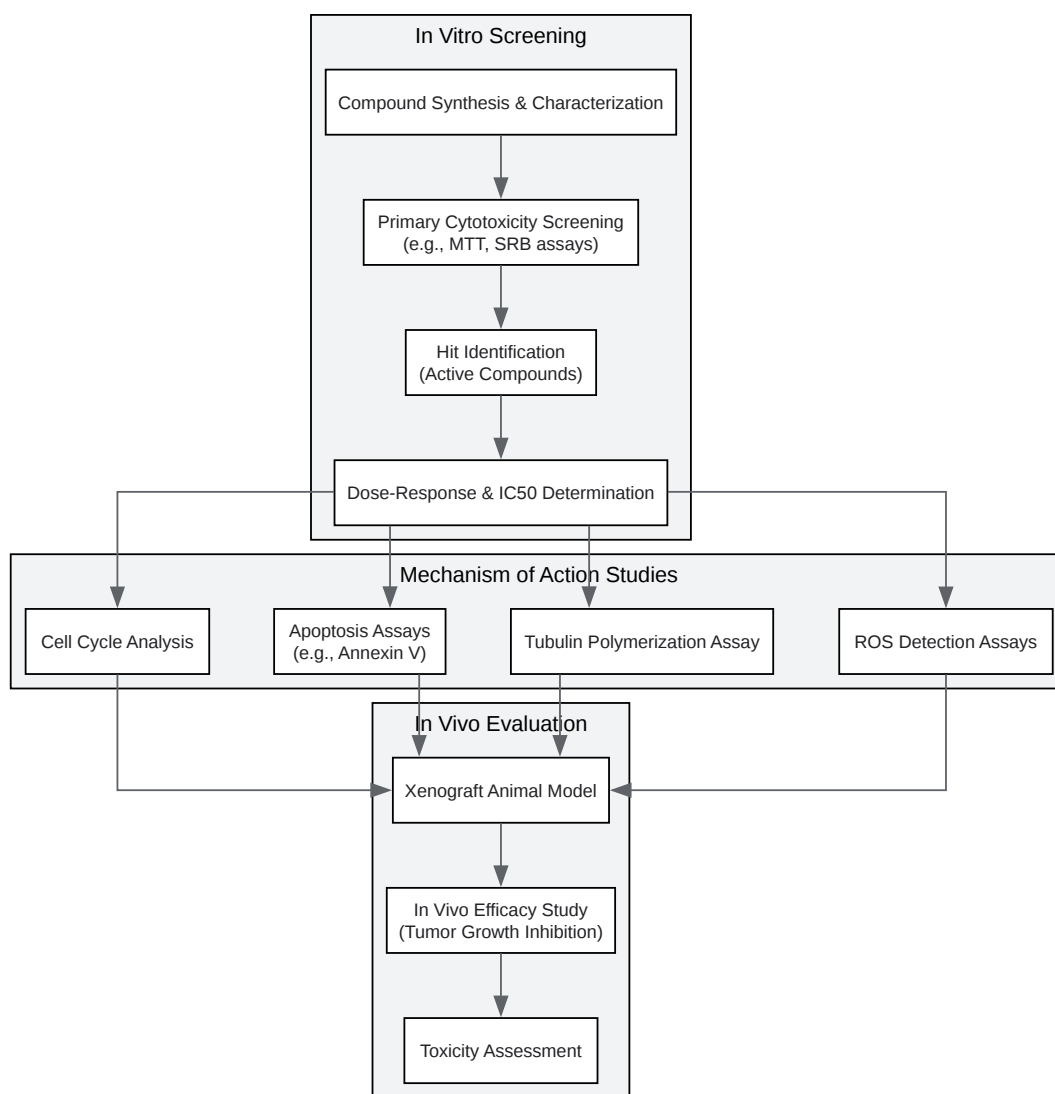 In Vitro Screening
Compound Synthesis & Characterization
Primary Cytotoxicity Screening
(e.g., MTT, SRB assays)
Hit Identification
(Active Compounds)
Dose-Response & IC50 Determination
Mechanism of Action Studies
Cell Cycle Analysis
Apoptosis Assays
(e.g., Annexin V)
Tubulin Polymerization Assay
ROS Detection Assays
In Vivo Evaluation
Xenograft Animal Model
In Vivo Efficacy Study
(Tumor Growth Inhibition)
Toxicity Assessment